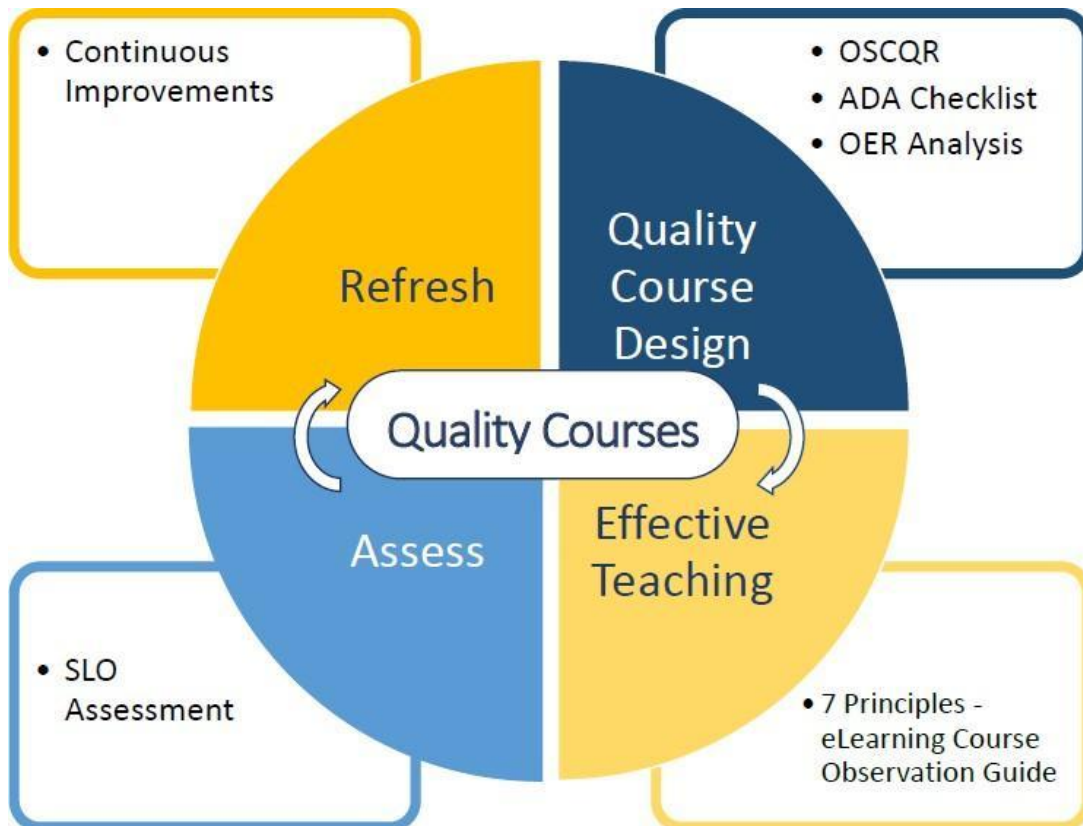 • Continuous
Improvements
• OSCQR
• ADA Checklist
• OER Analysis
Refresh
Quality
Course
Design
Quality Courses
Assess
Effective
Teaching
• SLO
Assessment
• 7 Principles -
eLearning Course
Observation Guide